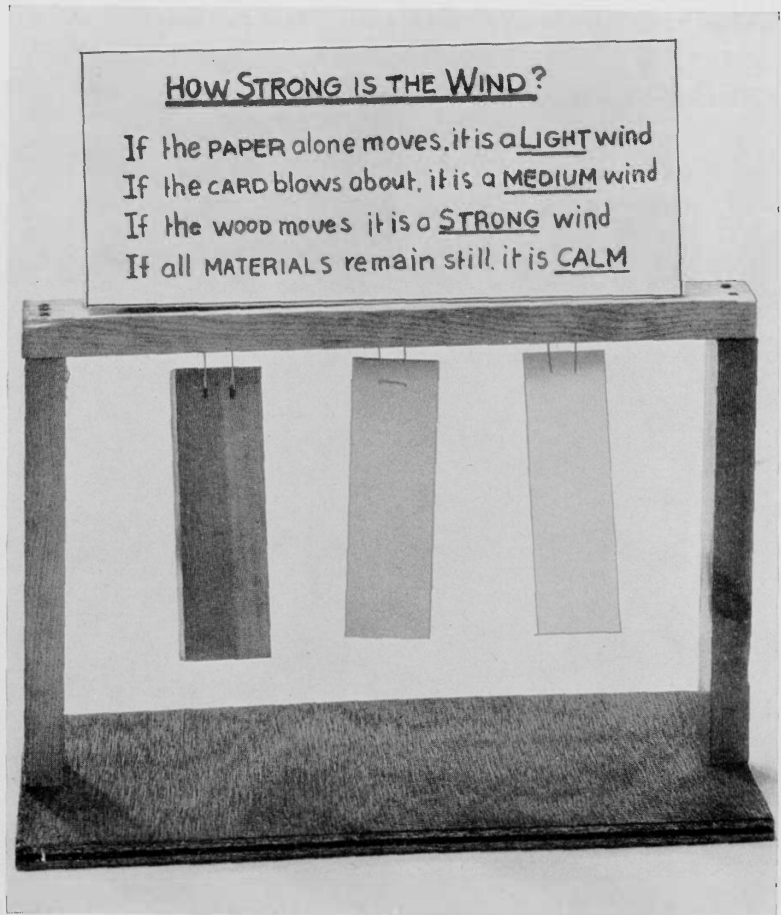 HOW STRONG IS THE WIND?
If the PAPER alone moves, it is a LIGHT wind
If the CARD blows about, it is a MEDIUM wind
If the WOOD moves it is a STRONG wind
If all MATERIALS remain still, it is CALM